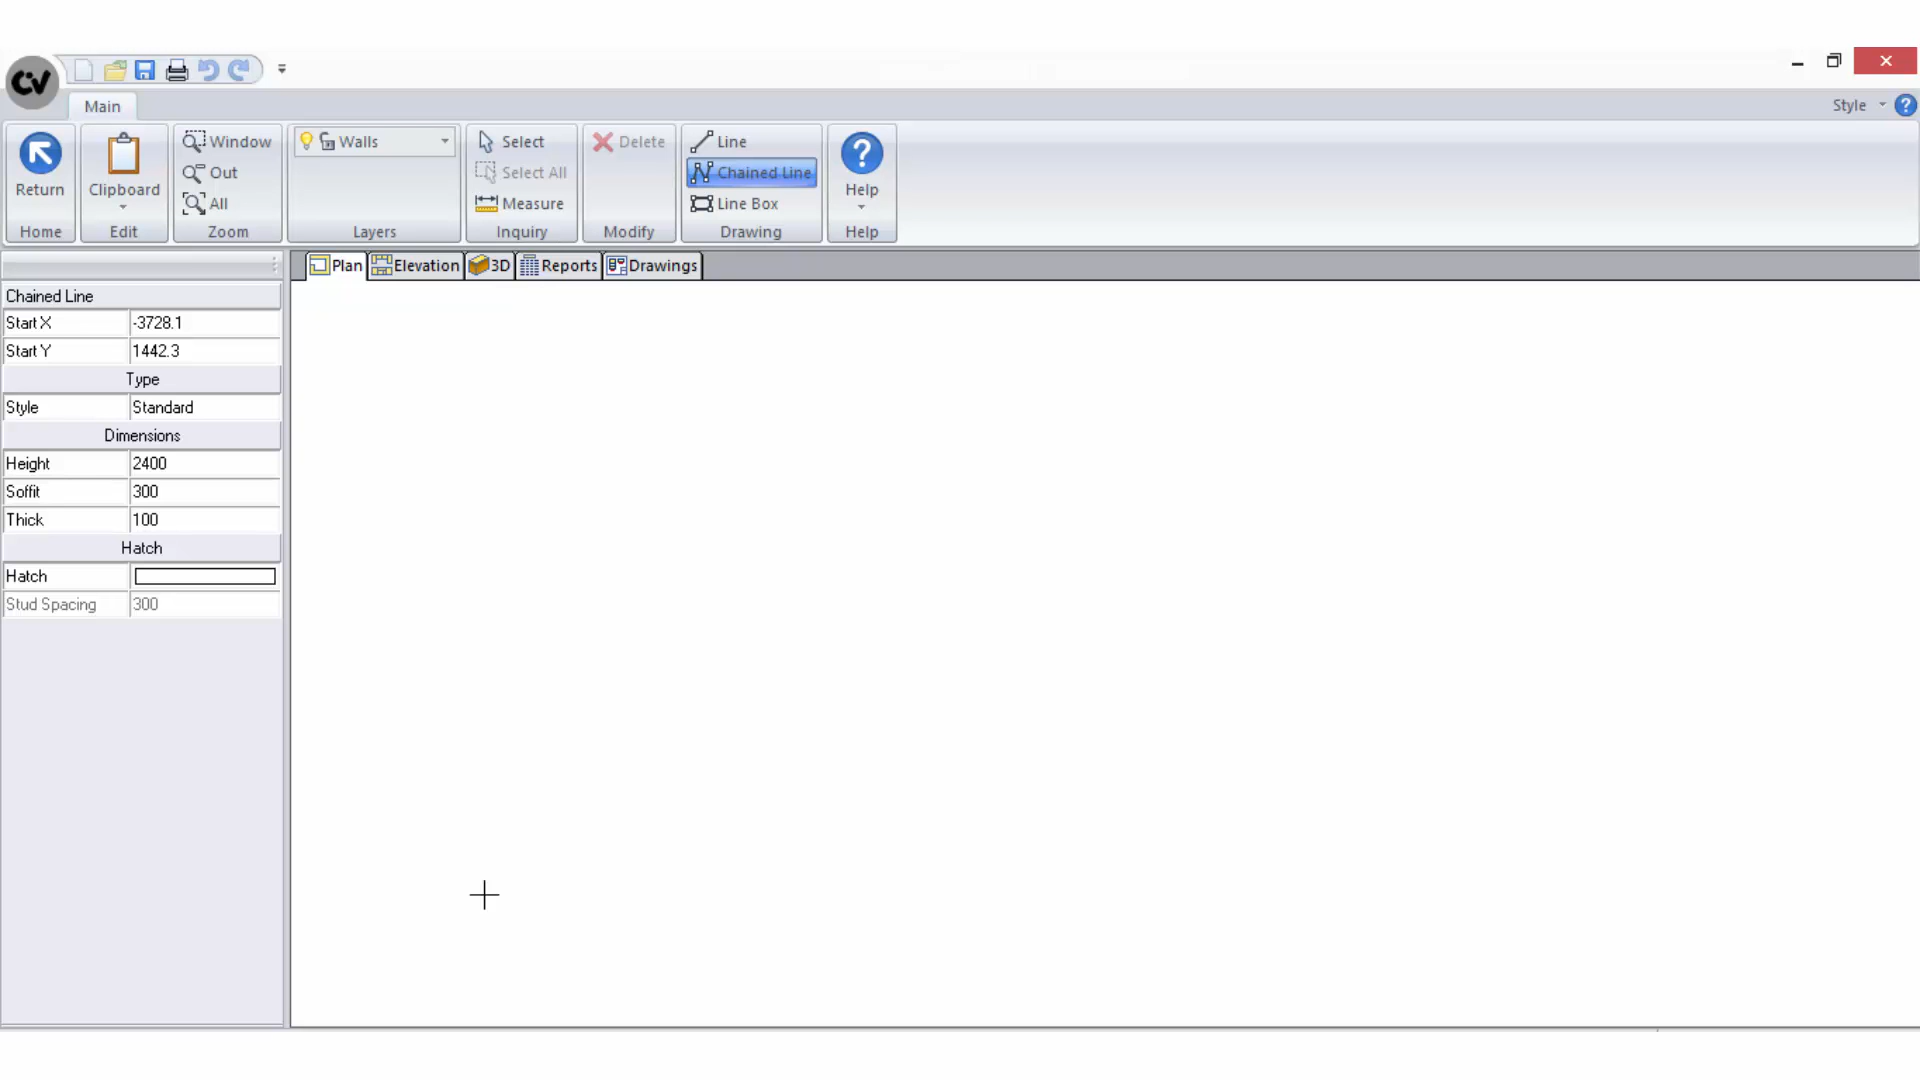 CV
Main
Style
Return
Home
Clipboard
Edit
Window
Out
All
Zoom
Walls
Layers
Select
Select All
Measure
Inquiry
Delete
Modify
Line
Chained Line
Line Box
Drawing
Help
Help
Plan
Elevation
3D
Reports
Drawings
Chained Line
Start X -3728.1
Start Y 1442.3
Type
Style Standard
Dimensions
Height 2400
Soffit 300
Thick 100
Hatch
Hatch
Stud Spacing 300